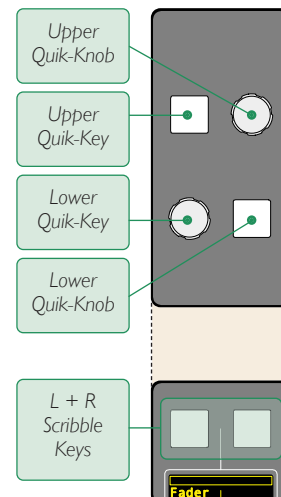 Upper
Quik-Knob
Upper
Quik-Key
Lower
Quik-Key
Lower
Quik-Knob
L + R
Scribble
Keys
Fader